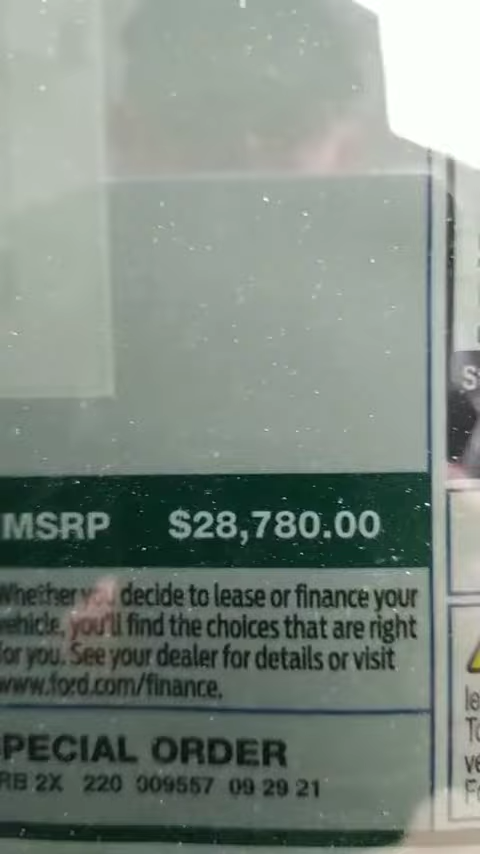 MSRP $28,780.00
Whether you decide to lease or finance your
vehicle, you'll find the choices that are right
for you. See your dealer for details or visit
www.ford.com/finance.
SPECIAL ORDER
RB 2X 220 009557 09 29 21